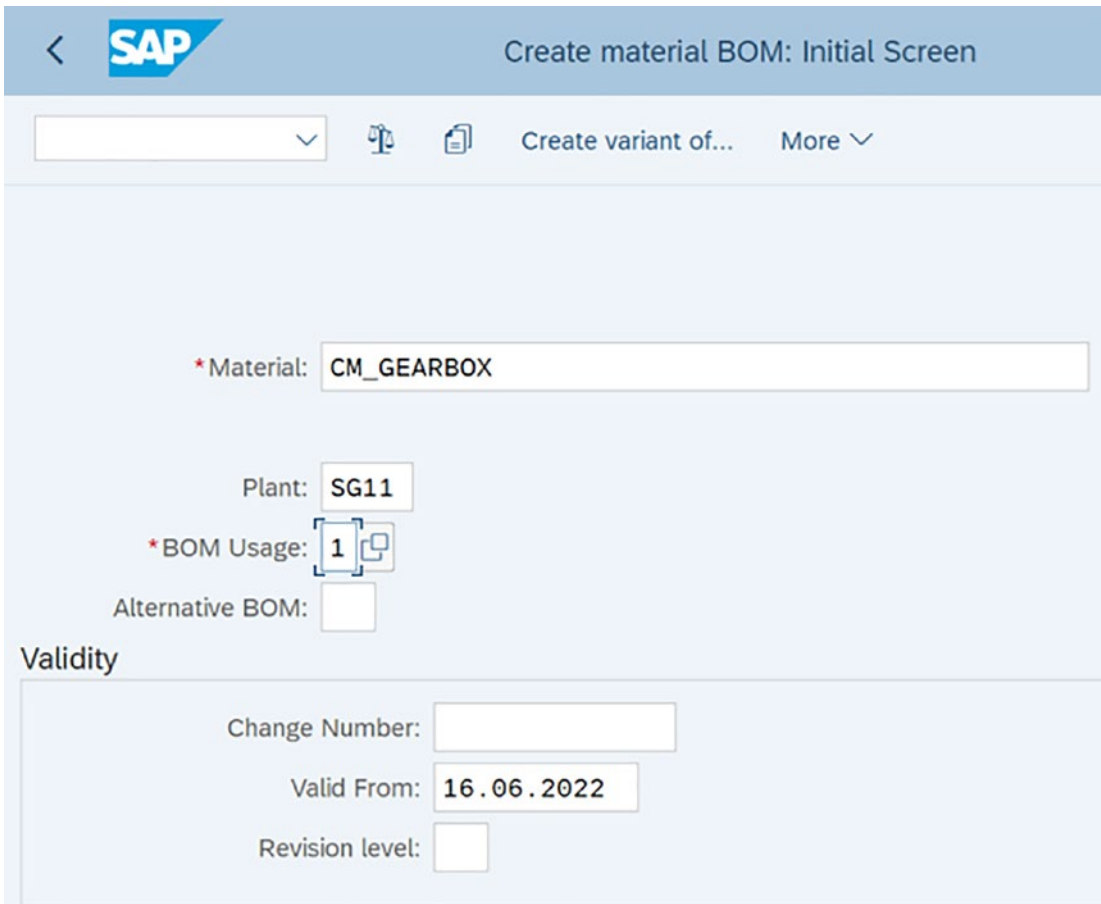 SAP Create material BOM: Initial Screen
Create variant of... More
*Material: CM_GEARBOX
Plant: SG11
*BOM Usage: 1
Alternative BOM:
Validity
Change Number:
Valid From: 16.06.2022
Revision level: